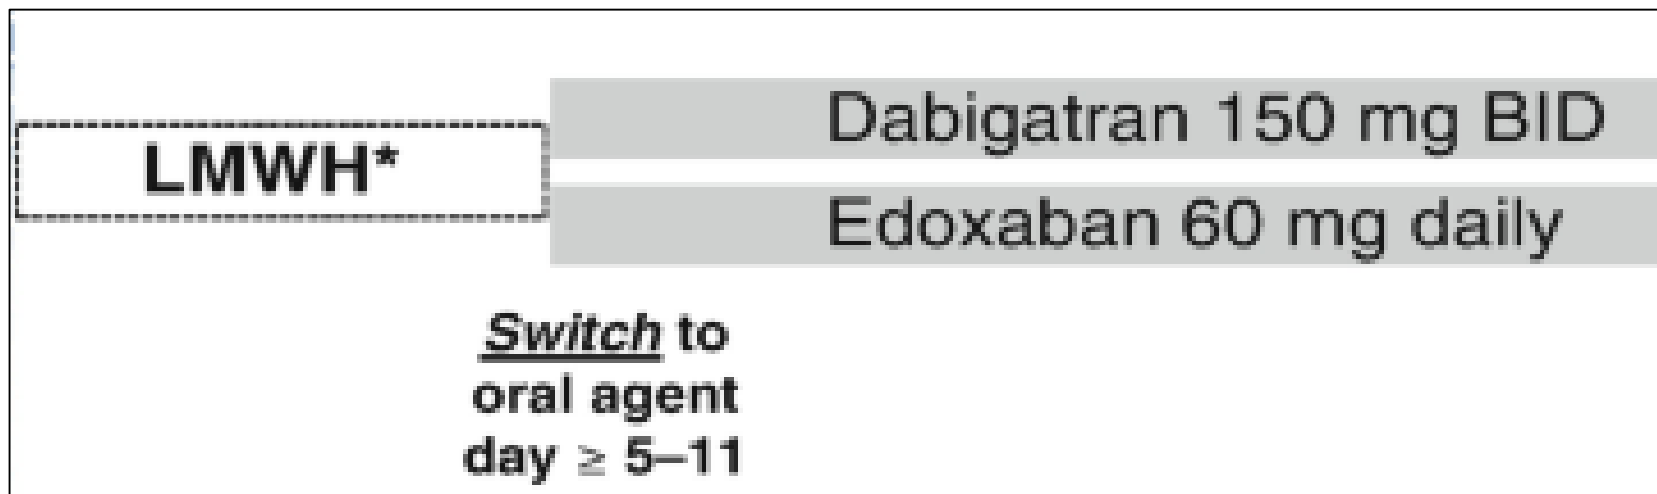 Dabigatran 150 mg BID
LMWH*
Edoxaban 60 mg daily
Switch to
oral agent
day ≥ 5–11